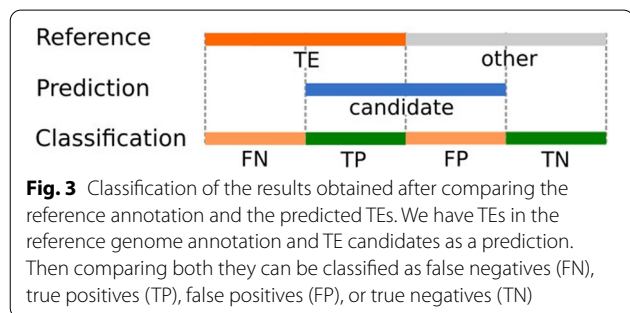 Reference
TE other
Prediction
candidate
Classification
FN TP FP TN
Fig. 3 Classification of the results obtained after comparing the
reference annotation and the predicted TEs. We have TEs in the
reference genome annotation and TE candidates as a prediction.
Then comparing both they can be classified as false negatives (FN),
true positives (TP), false positives (FP), or true negatives (TN)